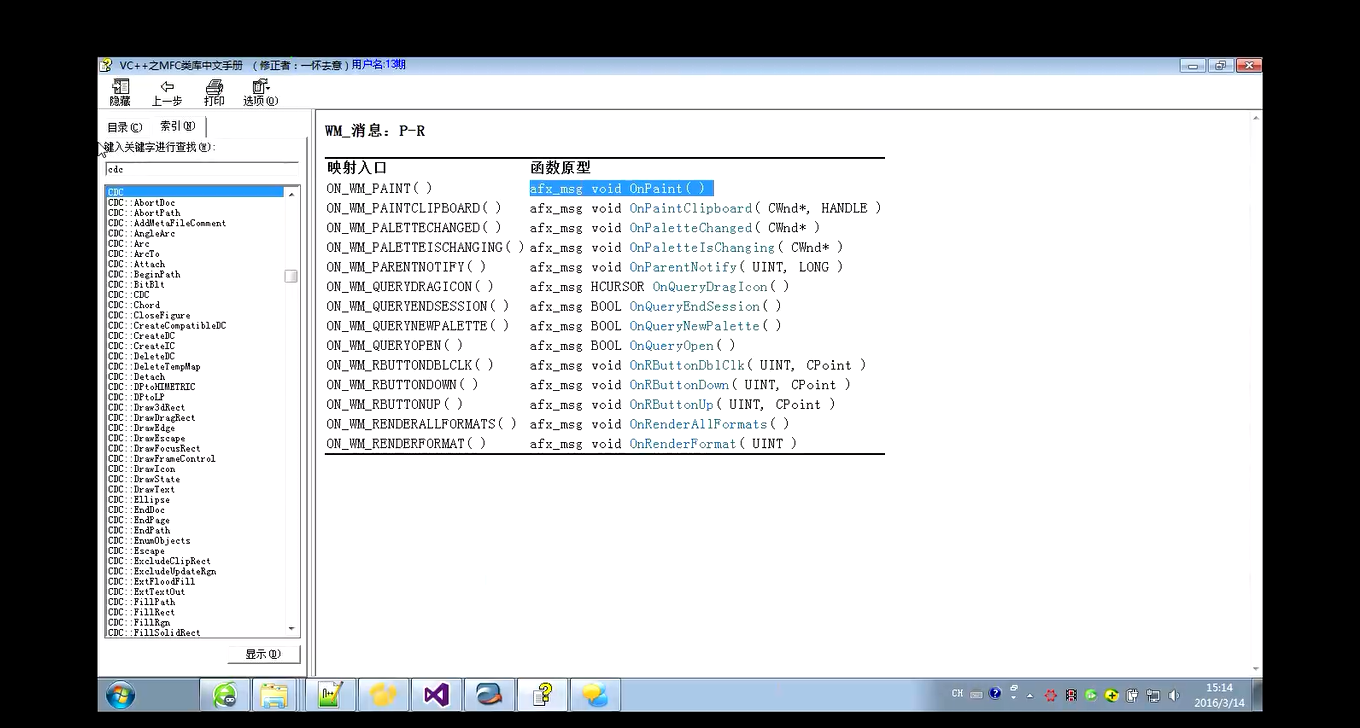 VC++之MFC类库中文手册 （修正者：一怀去意）用户名:13期
隐藏 上一步 打印 选项(O)
目录(C) 索引(N)
键入关键字进行查找(W):
cdc
CDC
CDC::AbortDoc
CDC::AbortPath
CDC::AddMetaFileComment
CDC::AngleArc
CDC::Arc
CDC::ArcTo
CDC::Attach
CDC::BeginPath
CDC::BitBlt
CDC::CDC
CDC::Chord
CDC::CloseFigure
CDC::CreateCompatibleDC
CDC::CreateDC
CDC::CreateIC
CDC::DeleteDC
CDC::DeleteTempMap
CDC::Detach
CDC::DPtoHIMETRIC
CDC::DPtoLP
CDC::Draw3dRect
CDC::DrawDragRect
CDC::DrawEdge
CDC::DrawEscape
CDC::DrawFocusRect
CDC::DrawFrameControl
CDC::DrawIcon
CDC::DrawState
CDC::DrawText
CDC::Ellipse
CDC::EndDoc
CDC::EndPage
CDC::EndPath
CDC::EnumObjects
CDC::Escape
CDC::ExcludeClipRect
CDC::ExcludeUpdateRgn
CDC::ExtFloodFill
CDC::ExtTextOut
CDC::FillPath
CDC::FillRect
CDC::FillRgn
CDC::FillSolidRect
显示(D)
WM_消息: P-R
映射入口 函数原型
ON_WM_PAINT( ) afx_msg void OnPaint( )
ON_WM_PAINTCLIPBOARD( ) afx_msg void OnPaintClipboard( CWnd*, HANDLE )
ON_WM_PALETTECHANGED( ) afx_msg void OnPaletteChanged( CWnd* )
ON_WM_PALETTEISCHANGING( ) afx_msg void OnPaletteIsChanging( CWnd* )
ON_WM_PARENTNOTIFY( ) afx_msg void OnParentNotify( UINT, LONG )
ON_WM_QUERYDRAGICON( ) afx_msg HCURSOR OnQueryDragIcon( )
ON_WM_QUERYENDSESSION( ) afx_msg BOOL OnQueryEndSession( )
ON_WM_QUERYNEWPALETTE( ) afx_msg BOOL OnQueryNewPalette( )
ON_WM_QUERYOPEN( ) afx_msg BOOL OnQueryOpen( )
ON_WM_RBUTTONDBLCLK( ) afx_msg void OnRButtonDblClk( UINT, CPoint )
ON_WM_RBUTTONDOWN( ) afx_msg void OnRButtonDown( UINT, CPoint )
ON_WM_RBUTTONUP( ) afx_msg void OnRButtonUp( UINT, CPoint )
ON_WM_RENDERALLFORMATS( ) afx_msg void OnRenderAllFormats( )
ON_WM_RENDERFORMAT( ) afx_msg void OnRenderFormat( UINT )
CH
15:14
2016/3/14